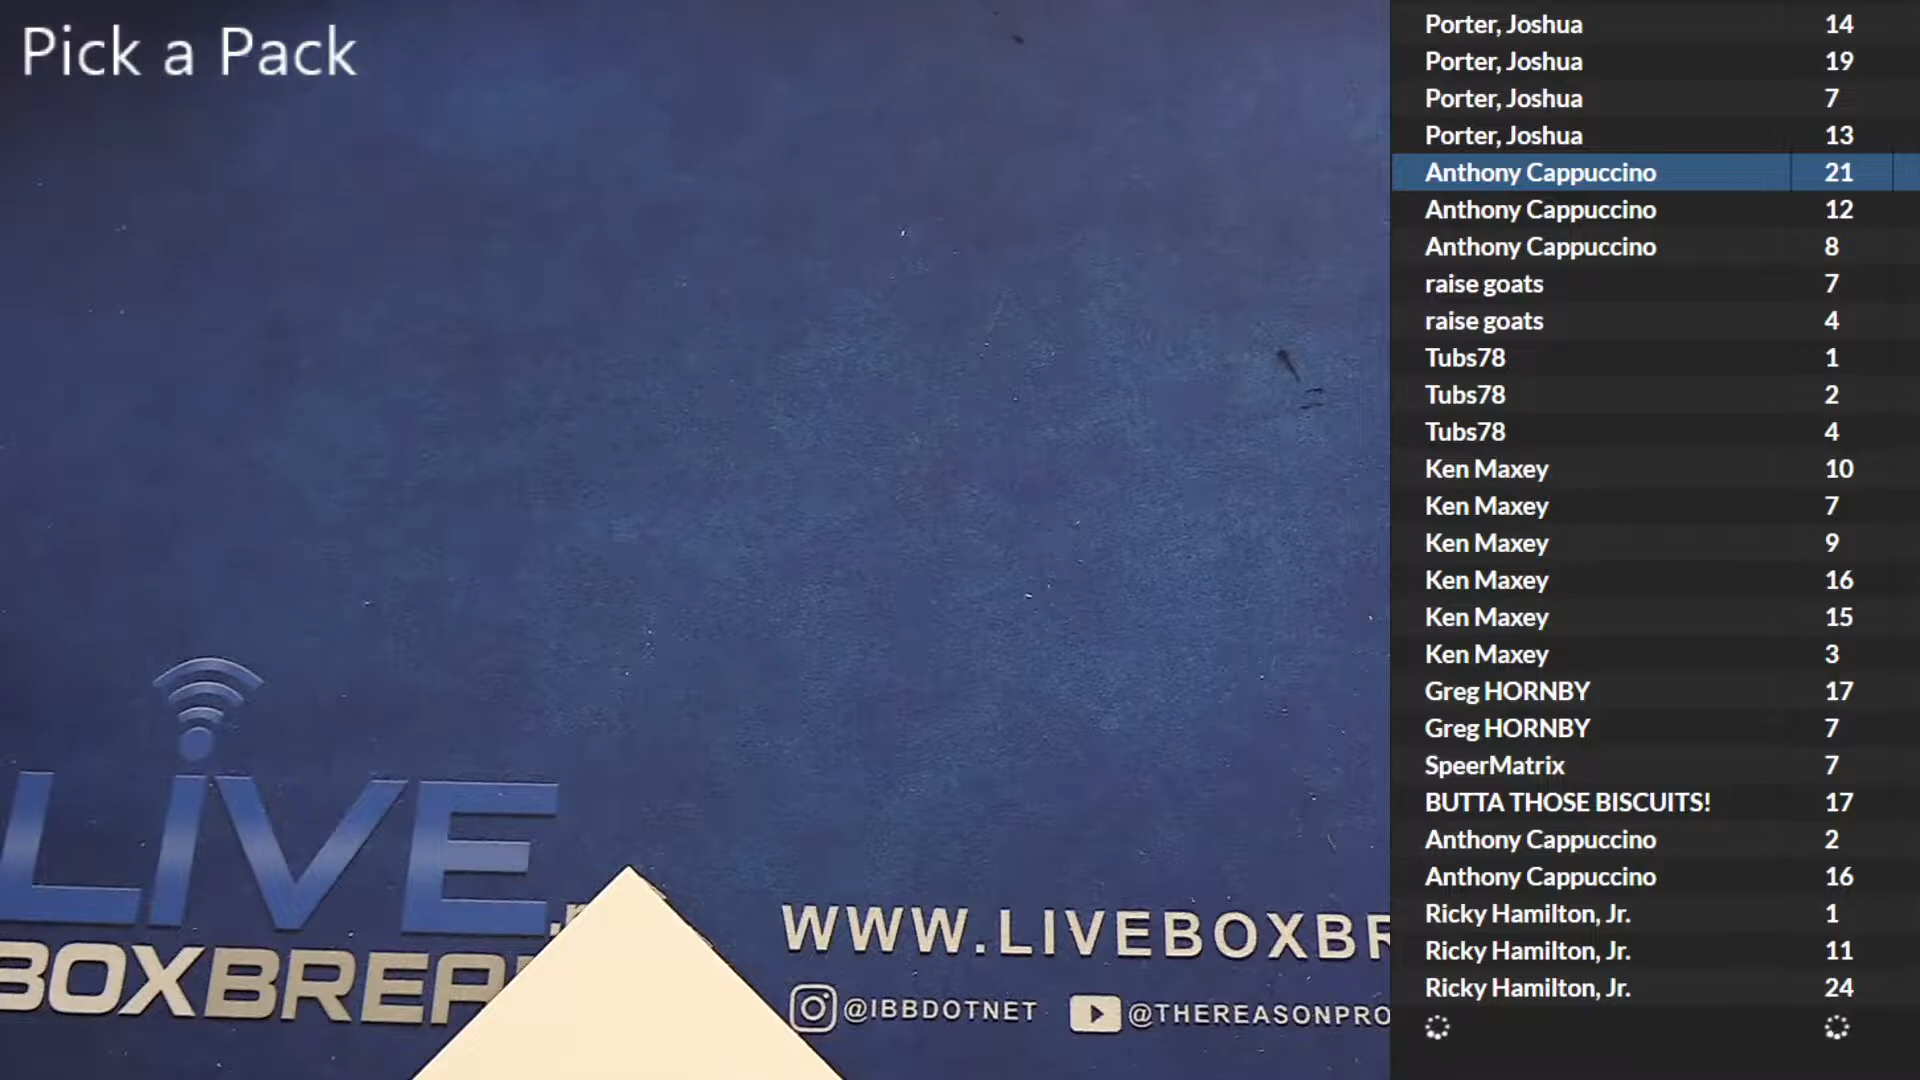 Pick a Pack
Porter, Joshua 14
Porter, Joshua 19
Porter, Joshua 7
Porter, Joshua 13
Anthony Cappuccino 21
Anthony Cappuccino 12
Anthony Cappuccino 8
raise goats 7
raise goats 4
Tubs78 1
Tubs78 2
Tubs78 4
Ken Maxey 10
Ken Maxey 7
Ken Maxey 9
Ken Maxey 16
Ken Maxey 15
Ken Maxey 3
Greg HORNBY 17
Greg HORNBY 7
SpeerMatrix 7
BUTTA THOSE BISCUITS! 17
Anthony Cappuccino 2
Anthony Cappuccino 16
Ricky Hamilton, Jr. 1
Ricky Hamilton, Jr. 11
Ricky Hamilton, Jr. 24
LiVE
BOXBREA
WWW.LIVEBOXBR
@IBBDOTNET @THEREASONPRO